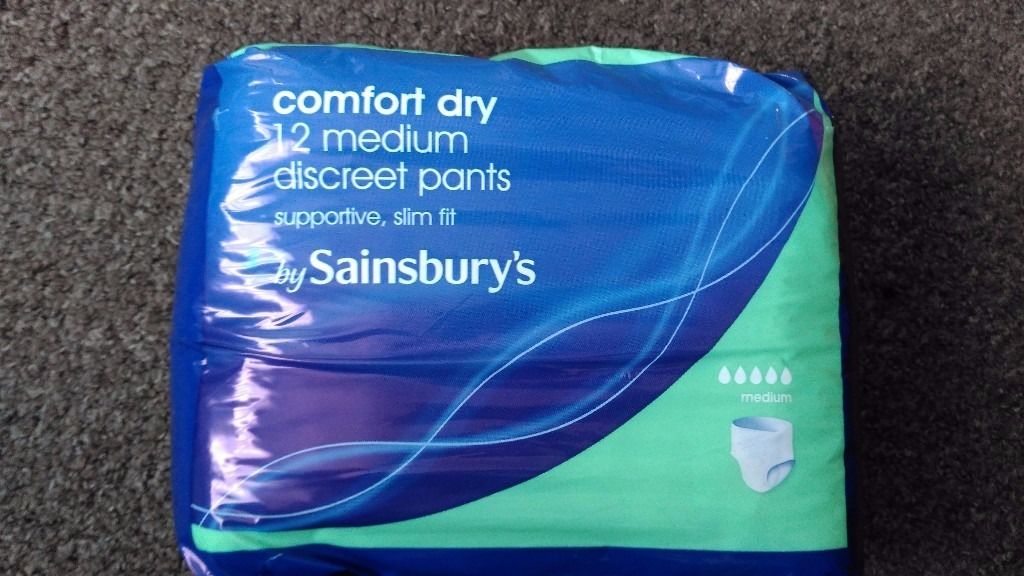 comfort dry
12 medium
discreet pants
supportive, slim fit
by Sainsbury's
medium